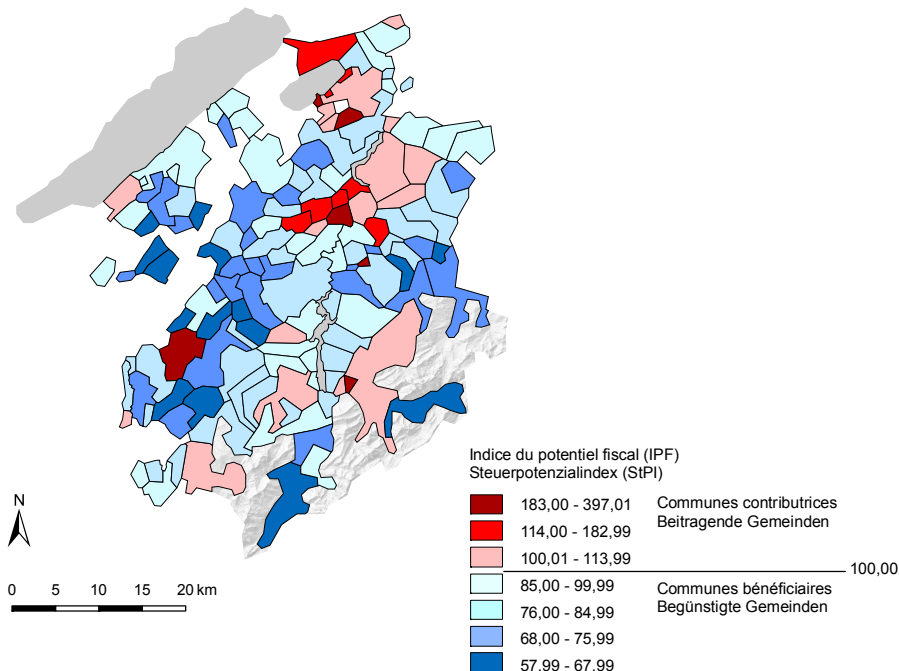 N
0 5 10 15 20 km
Indice du potentiel fiscal (IPF)
Steuerpotenzialindex (StPI)
183,00 - 397,01
114,00 - 182,99
100,01 - 113,99
Communes contributrices
Beitragende Gemeinden
100,00
85,00 - 99,99
76,00 - 84,99
68,00 - 75,99
57,99 - 67,99
Communes bénéficiaires
Begünstigte Gemeinden